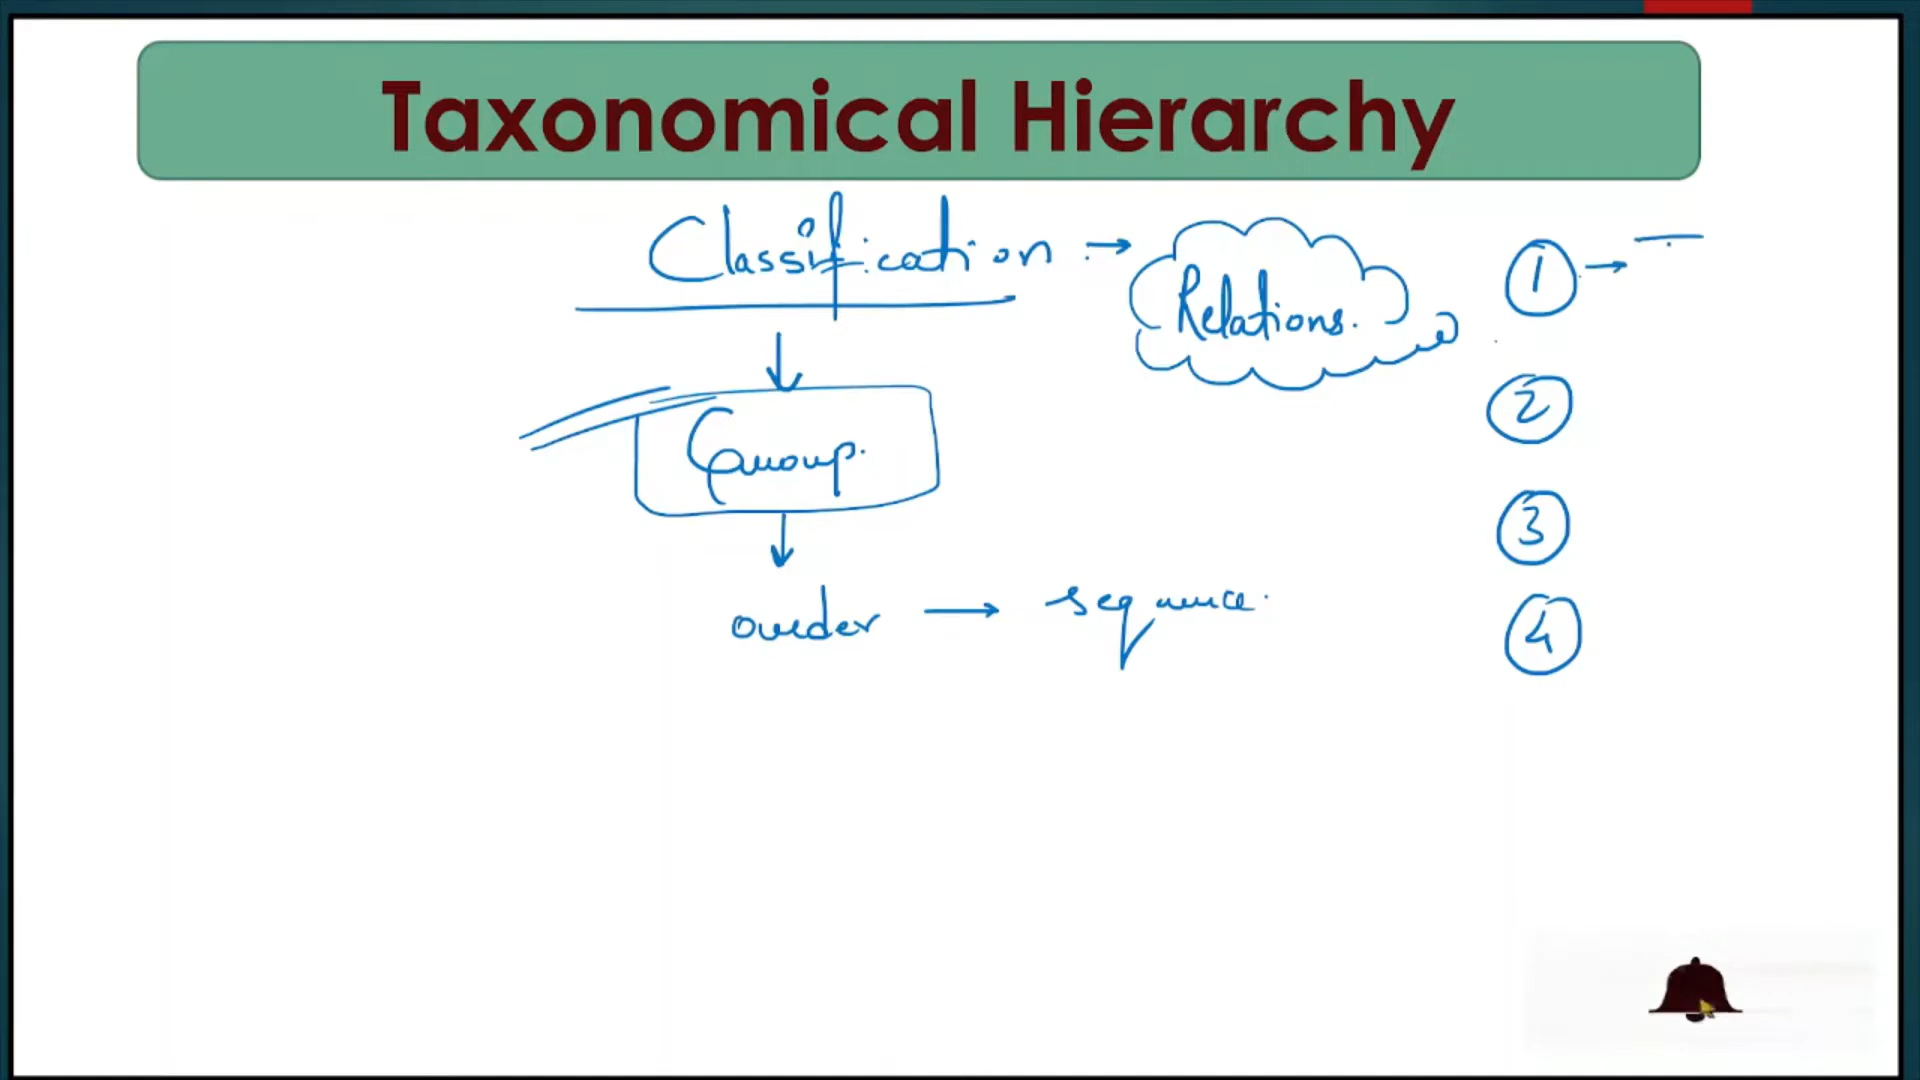 Taxonomical Hierarchy
Classification → Relations.
Group.
order → sequence.
1 →
2
3
4